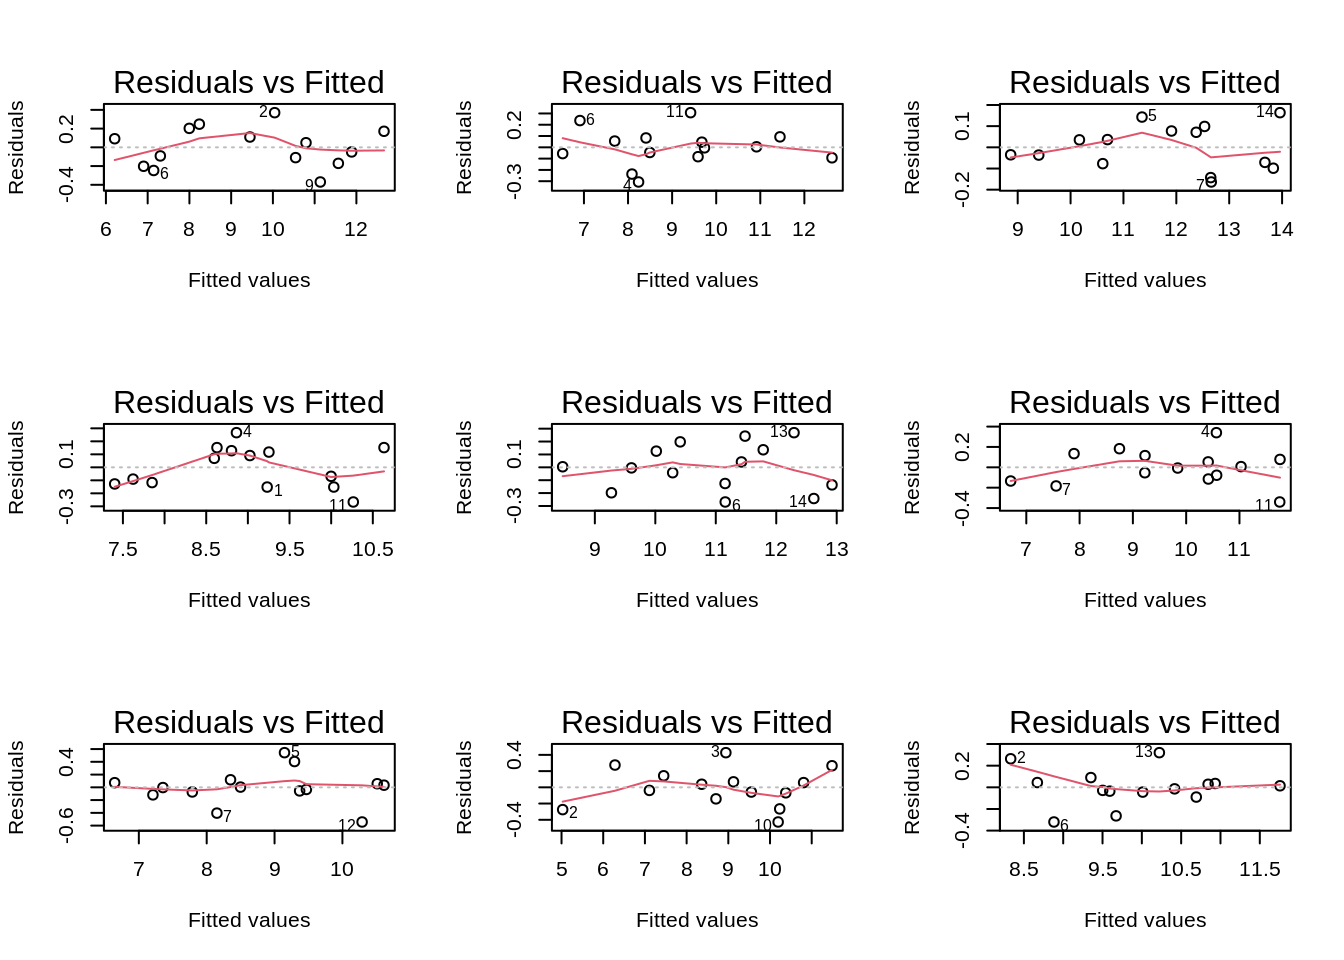 Residuals vs Fitted
Residuals
-0.4 0.2
2
6
9
6 7 8 9 10 12
Fitted values
Residuals vs Fitted
Residuals
-0.3 0.2
6
11
4
7 8 9 10 11 12
Fitted values
Residuals vs Fitted
Residuals
-0.2 0.1
5
14
7
9 10 11 12 13 14
Fitted values
Residuals vs Fitted
Residuals
-0.3 0.1
4
1
11
7.5 8.5 9.5 10.5
Fitted values
Residuals vs Fitted
Residuals
-0.3 0.1
13
6
14
9 10 11 12 13
Fitted values
Residuals vs Fitted
Residuals
-0.4 0.2
4
7
11
7 8 9 10 11
Fitted values
Residuals vs Fitted
Residuals
-0.6 0.4
5
7
12
7 8 9 10
Fitted values
Residuals vs Fitted
Residuals
-0.4 0.4
3
2
10
5 6 7 8 9 10
Fitted values
Residuals vs Fitted
Residuals
-0.4 0.2
2
13
6
8.5 9.5 10.5 11.5
Fitted values